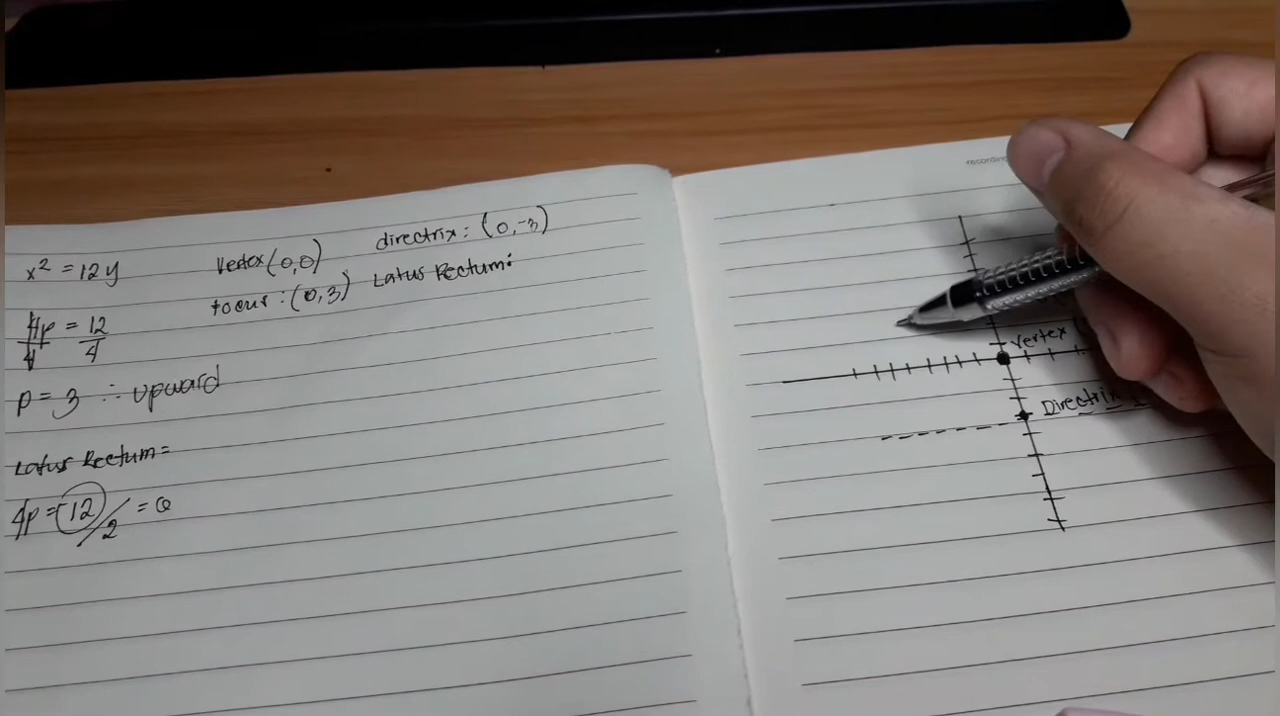 x² = 12y
vertex (0,0)
directrix: (0,-3)
focus: (0,3)
Latus Rectum:
4p = 12
4 4
p = 3 ∴ upward
Latus Rectum =
4p = 12/2 = 6
Vertex (
Directrix